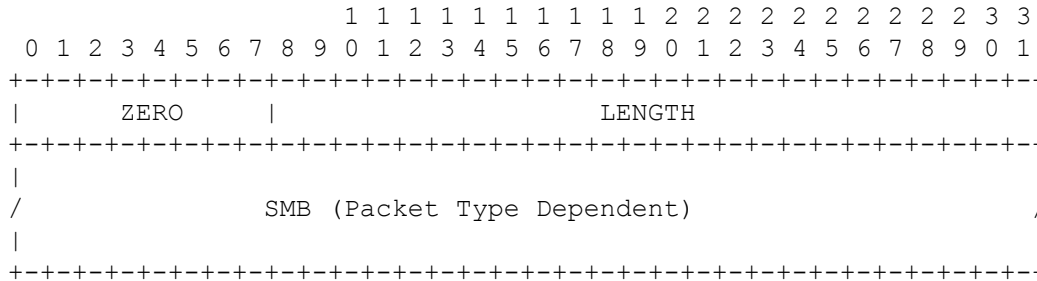 1 1 1 1 1 1 1 1 1 1 2 2 2 2 2 2 2 2 2 2 3 3
 0 1 2 3 4 5 6 7 8 9 0 1 2 3 4 5 6 7 8 9 0 1 2 3 4 5 6 7 8 9 0 1
+-+-+-+-+-+-+-+-+-+-+-+-+-+-+-+-+-+-+-+-+-+-+-+-+-+-+-+-+-+-+-+-+-
|      ZERO     |                    LENGTH
+-+-+-+-+-+-+-+-+-+-+-+-+-+-+-+-+-+-+-+-+-+-+-+-+-+-+-+-+-+-+-+-+-
|
/               SMB (Packet Type Dependent)                     /
|
+-+-+-+-+-+-+-+-+-+-+-+-+-+-+-+-+-+-+-+-+-+-+-+-+-+-+-+-+-+-+-+-+-